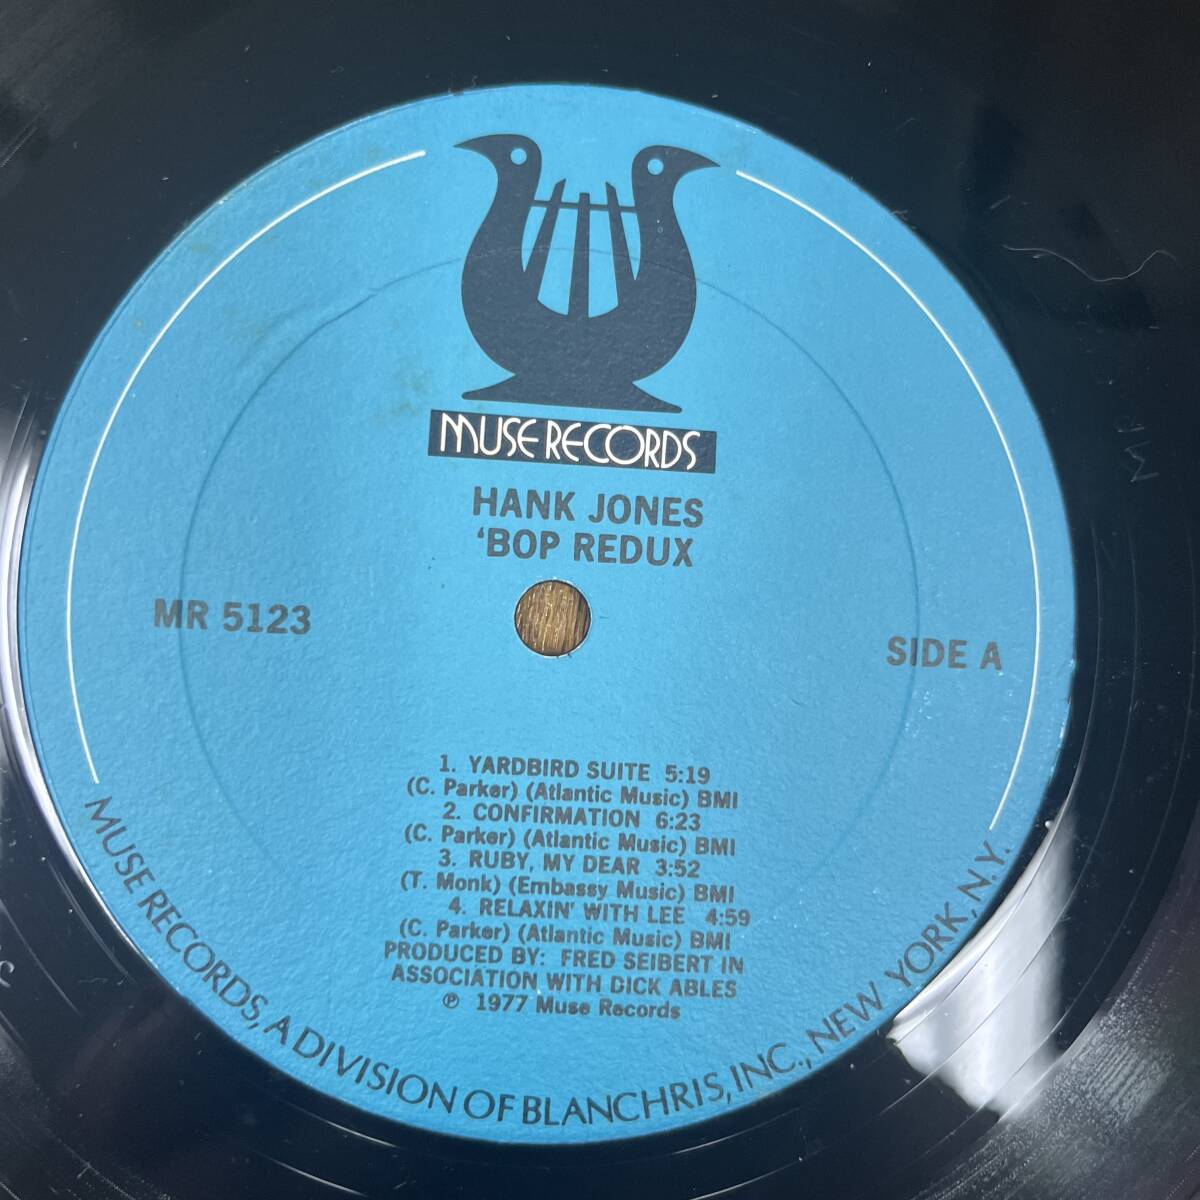 MUSE RECORDS
HANK JONES
'BOP REDUX
MR 5123
SIDE A
1. YARDBIRD SUITE 5:19
(C. Parker) (Atlantic Music) BMI
2. CONFIRMATION 6:23
(C. Parker) (Atlantic Music) BMI
3. RUBY, MY DEAR 3:52
(T. Monk) (Embassy Music) BMI
4. RELAXIN' WITH LEE 4:59
(C. Parker) (Atlantic Music) BMI
PRODUCED BY: FRED SEIBERT IN
ASSOCIATION WITH DICK ABLES
℗ 1977 Muse Records
MUSE RECORDS, A DIVISION OF BLANCHRIS, INC., NEW YORK, N.Y.